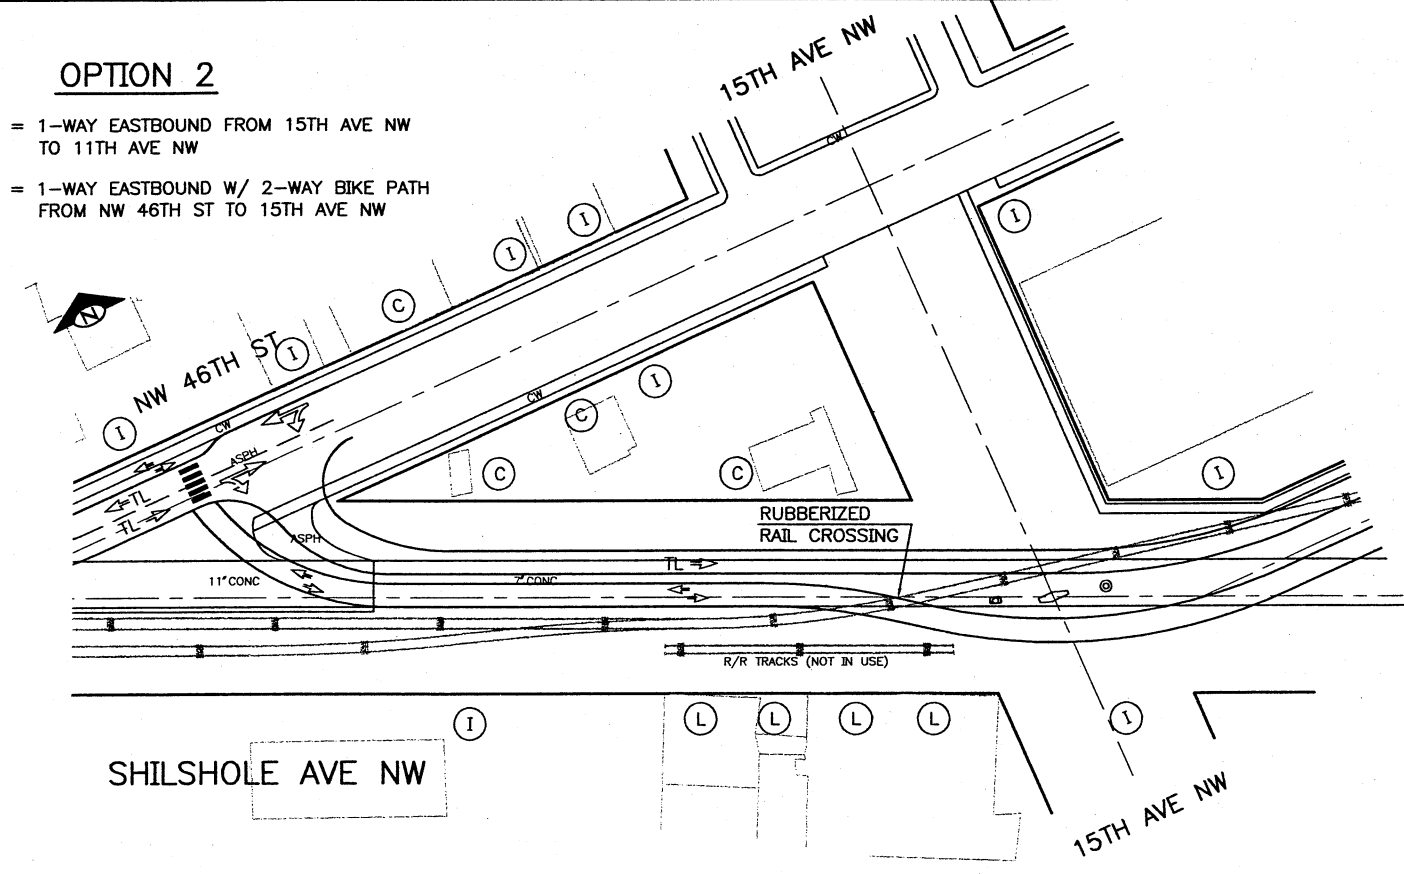 OPTION 2
= 1-WAY EASTBOUND FROM 15TH AVE NW
TO 11TH AVE NW
= 1-WAY EASTBOUND W/ 2-WAY BIKE PATH
FROM NW 46TH ST TO 15TH AVE NW
15TH AVE NW
CW
I
I
I
I
C
N
NW 46TH ST
I
I
CW
CW
I
C
ASPH
TL
TL
C
C
I
RUBBERIZED
RAIL CROSSING
ASPH
TL
11" CONC
7" CONC
R/R TRACKS (NOT IN USE)
I
L
L
L
L
I
SHILSHOLE AVE NW
15TH AVE NW